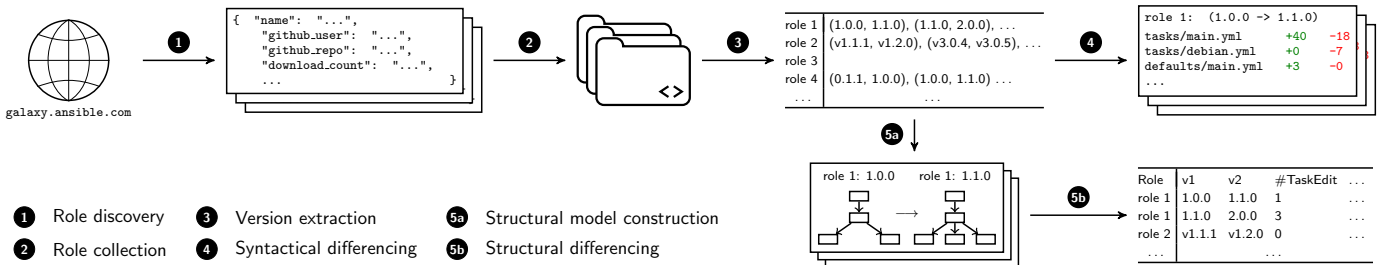 galaxy.ansible.com
1
{ "name": "...",
"github_user": "...",
"github_repo": "...",
"download_count": "...",
... }
2
<>
3
role 1 (1.0.0, 1.1.0), (1.1.0, 2.0.0), ...
role 2 (v1.1.1, v1.2.0), (v3.0.4, v3.0.5), ...
role 3
role 4 (0.1.1, 1.0.0), (1.0.0, 1.1.0) ...
... ...
4
role 1: (1.0.0 -> 1.1.0)
tasks/main.yml +40 -18
tasks/debian.yml +0 -7
defaults/main.yml +3 -0
...
5a
role 1: 1.0.0 role 1: 1.1.0
5b
Role v1 v2 #TaskEdit ...
role 1 1.0.0 1.1.0 1 ...
role 1 1.1.0 2.0.0 3 ...
role 2 v1.1.1 v1.2.0 0 ...
... ...
1 Role discovery
2 Role collection
3 Version extraction
4 Syntactical differencing
5a Structural model construction
5b Structural differencing